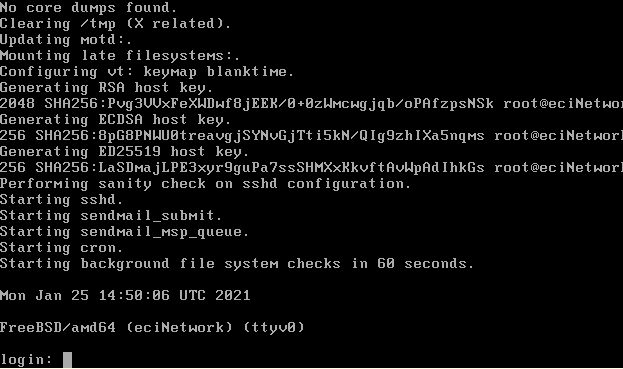 No core dumps found.
Clearing /tmp (X related).
Updating motd:.
Mounting late filesystems:.
Configuring vt: keymap blanktime.
Generating RSA host key.
2048 SHA256:Pvg3VVxFeXWDwf8jEEK/0+0zWmcwgjqb/oPAfzpsNSk root@eciNetwor
Generating ECDSA host key.
256 SHA256:8pG8PNWU0treavgjSYNvGjTti5kN/QIg9zhIXa5nqms root@eciNetwor
Generating ED25519 host key.
256 SHA256:LaSDmajLPE3xyr9guPa7ssSHMXxKkvftAvWpAdIhkGs root@eciNetwor
Performing sanity check on sshd configuration.
Starting sshd.
Starting sendmail_submit.
Starting sendmail_msp_queue.
Starting cron.
Starting background file system checks in 60 seconds.
Mon Jan 25 14:50:06 UTC 2021
FreeBSD/amd64 (eciNetwork) (ttyv0)
login: